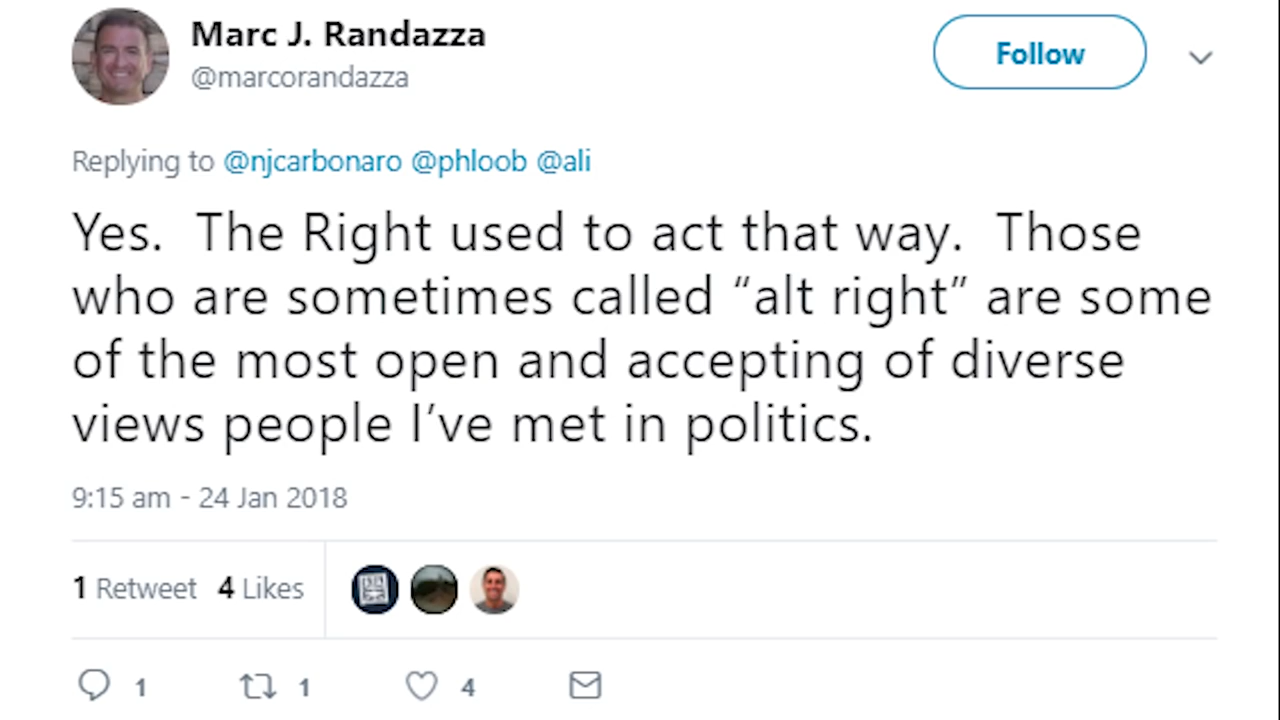 Marc J. Randazza
@marcorandazza
Follow
Replying to @njcarbonaro @phloob @ali
Yes.  The Right used to act that way.  Those
who are sometimes called “alt right” are some
of the most open and accepting of diverse
views people I’ve met in politics.
9:15 am - 24 Jan 2018
1 Retweet 4 Likes
1 1 4